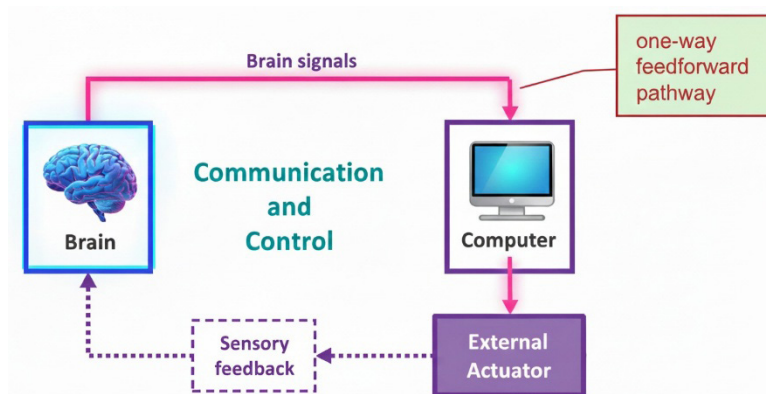 Brain signals
one-way
feedforward
pathway
Brain
Communication
and
Control
Computer
Sensory
feedback
External
Actuator